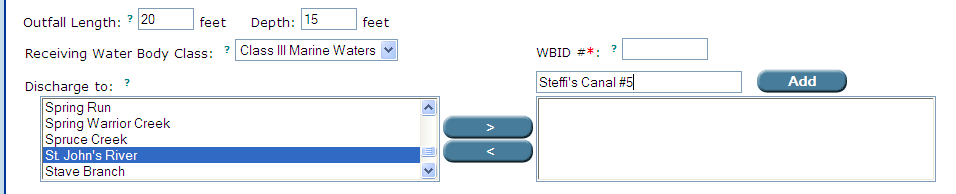 Outfall Length: ? 20 feet Depth: 15 feet
Receiving Water Body Class: ? Class III Marine Waters WBID #*: ?
Steffi's Canal #5 Add
Discharge to: ?
Spring Run
Spring Warrior Creek
Spruce Creek
St. John's River
Stave Branch
>
<